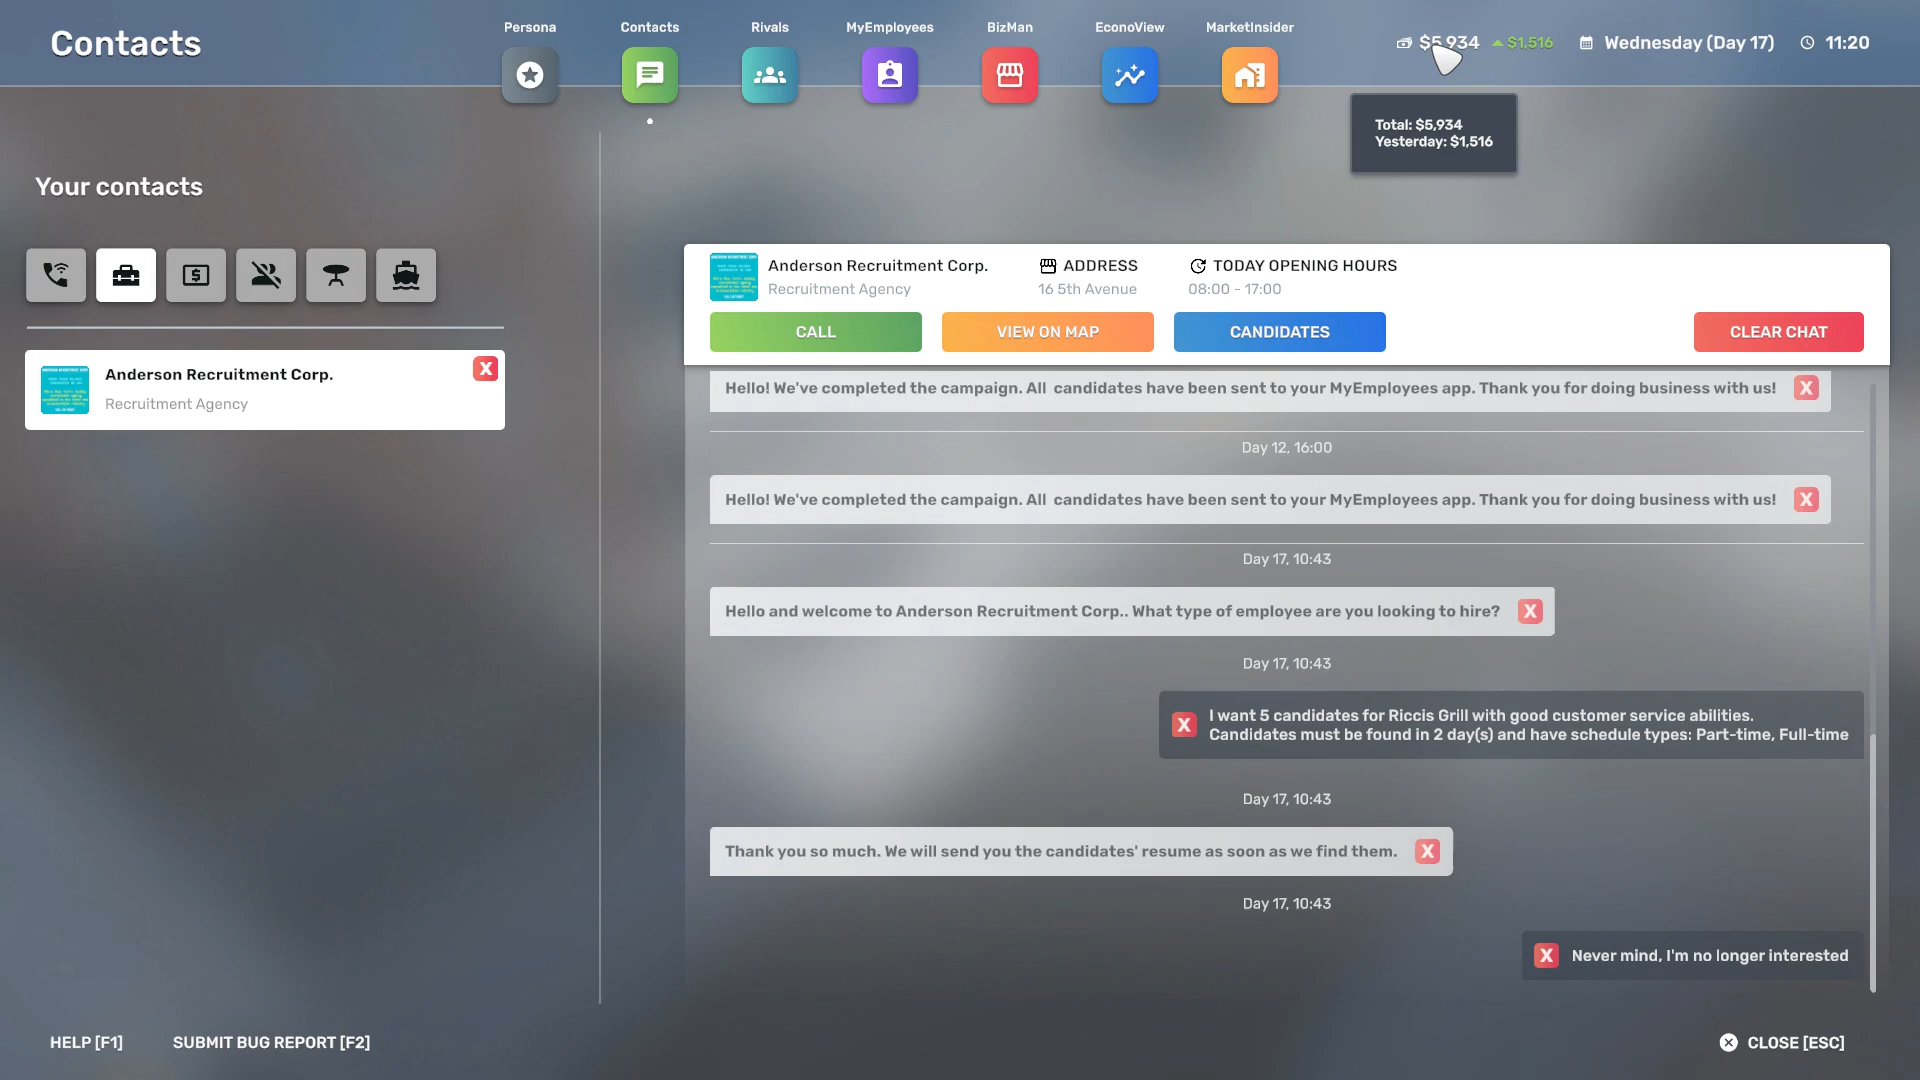 Contacts
Persona
Contacts
Rivals
MyEmployees
BizMan
EconoView
MarketInsider
$5,934
$1,516
Wednesday (Day 17)
11:20
Total: $5,934
Yesterday: $1,516
Your contacts
Anderson Recruitment Corp.
Recruitment Agency
X
Anderson Recruitment Corp.
Recruitment Agency
ADDRESS
16 5th Avenue
TODAY OPENING HOURS
08:00 - 17:00
CALL
VIEW ON MAP
CANDIDATES
CLEAR CHAT
Hello! We've completed the campaign. All  candidates have been sent to your MyEmployees app. Thank you for doing business with us!
X
Day 12, 16:00
Hello! We've completed the campaign. All  candidates have been sent to your MyEmployees app. Thank you for doing business with us!
X
Day 17, 10:43
Hello and welcome to Anderson Recruitment Corp.. What type of employee are you looking to hire?
X
Day 17, 10:43
X
I want 5 candidates for Riccis Grill with good customer service abilities.
Candidates must be found in 2 day(s) and have schedule types: Part-time, Full-time
Day 17, 10:43
Thank you so much. We will send you the candidates' resume as soon as we find them.
X
Day 17, 10:43
X
Never mind, I'm no longer interested
HELP [F1]
SUBMIT BUG REPORT [F2]
CLOSE [ESC]